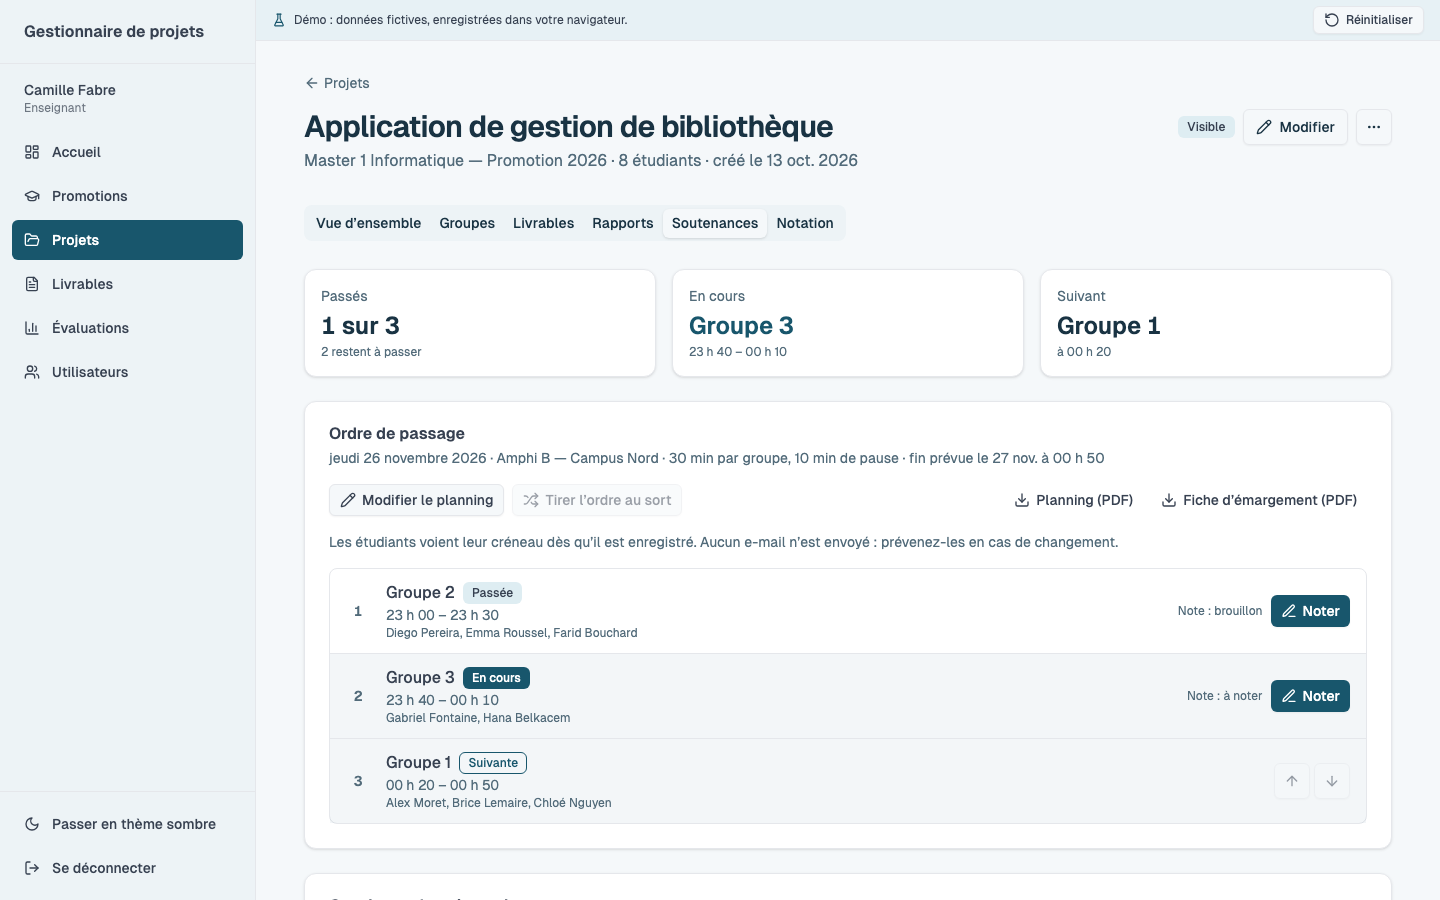 Gestionnaire de projets
Camille Fabre
Enseignant
Accueil
Promotions
Projets
Livrables
Évaluations
Utilisateurs
Passer en thème sombre
Se déconnecter
Démo : données fictives, enregistrées dans votre navigateur.
Réinitialiser
Projets
Application de gestion de bibliothèque
Visible
Modifier
Master 1 Informatique — Promotion 2026 · 8 étudiants · créé le 13 oct. 2026
Vue d’ensemble Groupes Livrables Rapports Soutenances Notation
Passés
1 sur 3
2 restent à passer
En cours
Groupe 3
23 h 40 – 00 h 10
Suivant
Groupe 1
à 00 h 20
Ordre de passage
jeudi 26 novembre 2026 · Amphi B — Campus Nord · 30 min par groupe, 10 min de pause · fin prévue le 27 nov. à 00 h 50
Modifier le planning Tirer l’ordre au sort Planning (PDF) Fiche d’émargement (PDF)
Les étudiants voient leur créneau dès qu’il est enregistré. Aucun e-mail n’est envoyé : prévenez-les en cas de changement.
1
Groupe 2 Passée
23 h 00 – 23 h 30
Diego Pereira, Emma Roussel, Farid Bouchard
Note : brouillon Noter
2
Groupe 3 En cours
23 h 40 – 00 h 10
Gabriel Fontaine, Hana Belkacem
Note : à noter Noter
3
Groupe 1 Suivante
00 h 20 – 00 h 50
Alex Moret, Brice Lemaire, Chloé Nguyen